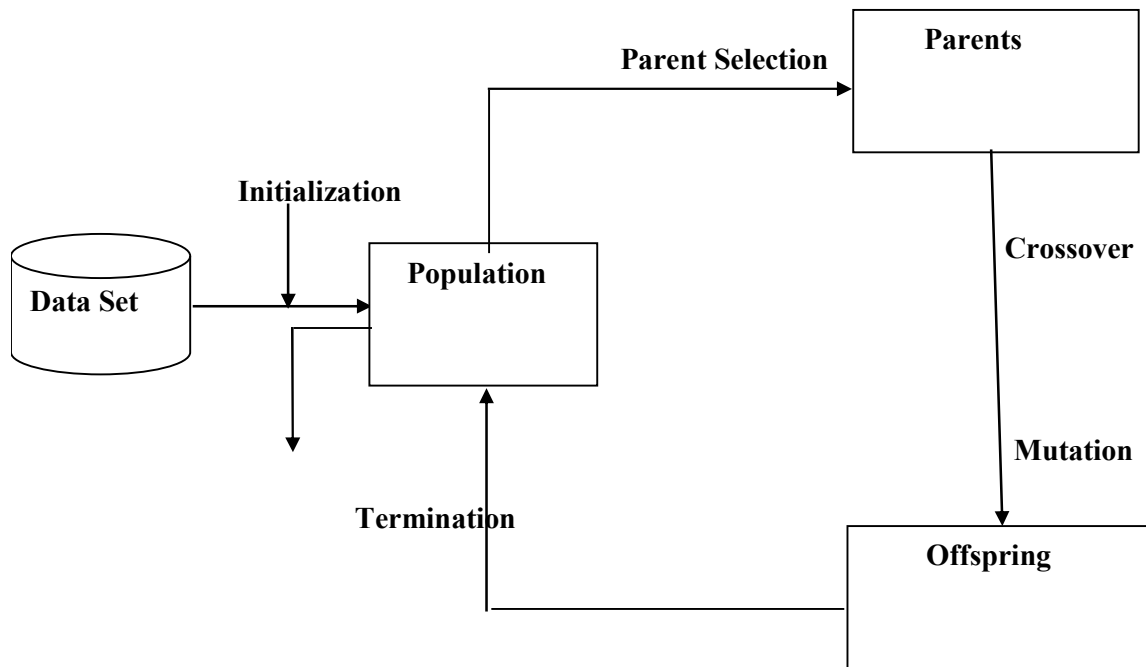 Parents
Parent Selection
Initialization
Crossover
Population
Data Set
Mutation
Termination
Offspring